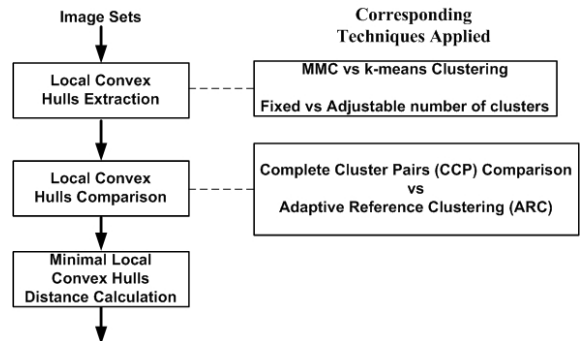 Image Sets
Corresponding
Techniques Applied
Local Convex
Hulls Extraction
MMC vs k-means Clustering
Fixed vs Adjustable number of clusters
Local Convex
Hulls Comparison
Complete Cluster Pairs (CCP) Comparison
vs
Adaptive Reference Clustering (ARC)
Minimal Local
Convex Hulls
Distance Calculation